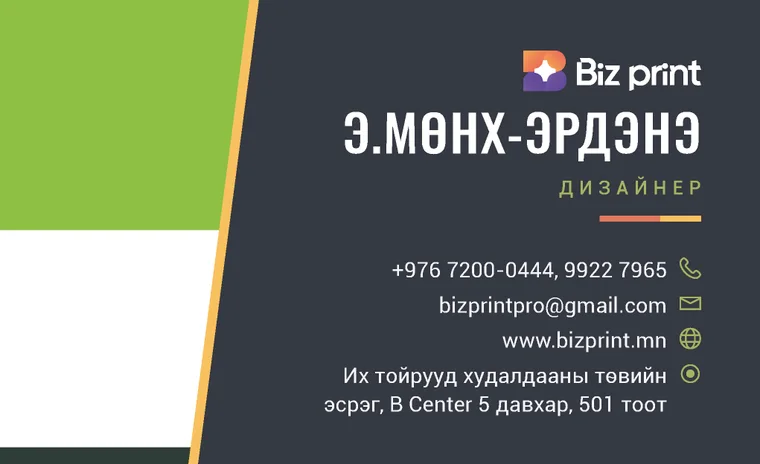 Biz print
Э.МӨНХ-ЭРДЭНЭ
ДИЗАЙНЕР
+976 7200-0444, 9922 7965
bizprintpro@gmail.com
www.bizprint.mn
Их тойрууд худалдааны төвийн
эсрэг, B Center 5 давхар, 501 тоот